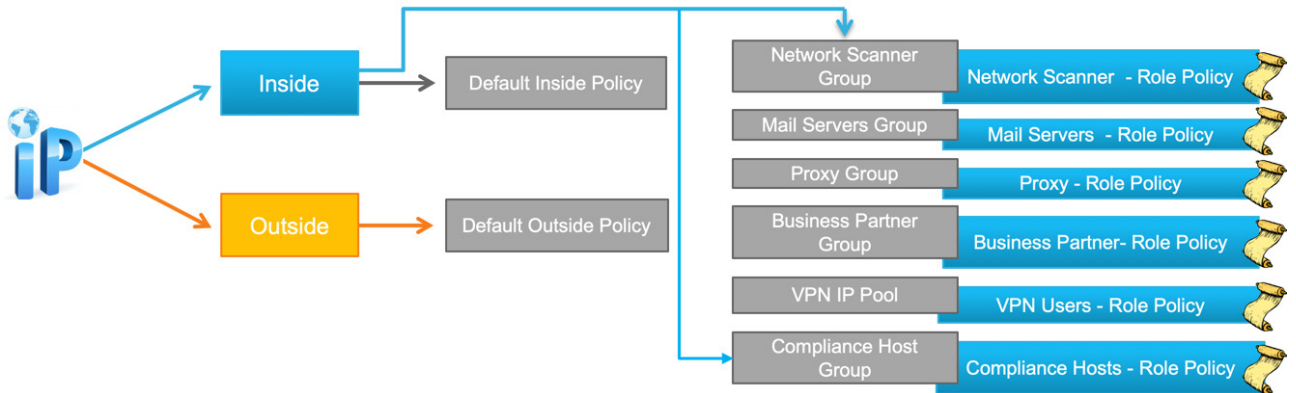 iP
Inside
Default Inside Policy
Outside
Default Outside Policy
Network Scanner
Group
Network Scanner - Role Policy
Mail Servers Group
Mail Servers - Role Policy
Proxy Group
Proxy - Role Policy
Business Partner
Group
Business Partner- Role Policy
VPN IP Pool
VPN Users - Role Policy
Compliance Host
Group
Compliance Hosts - Role Policy